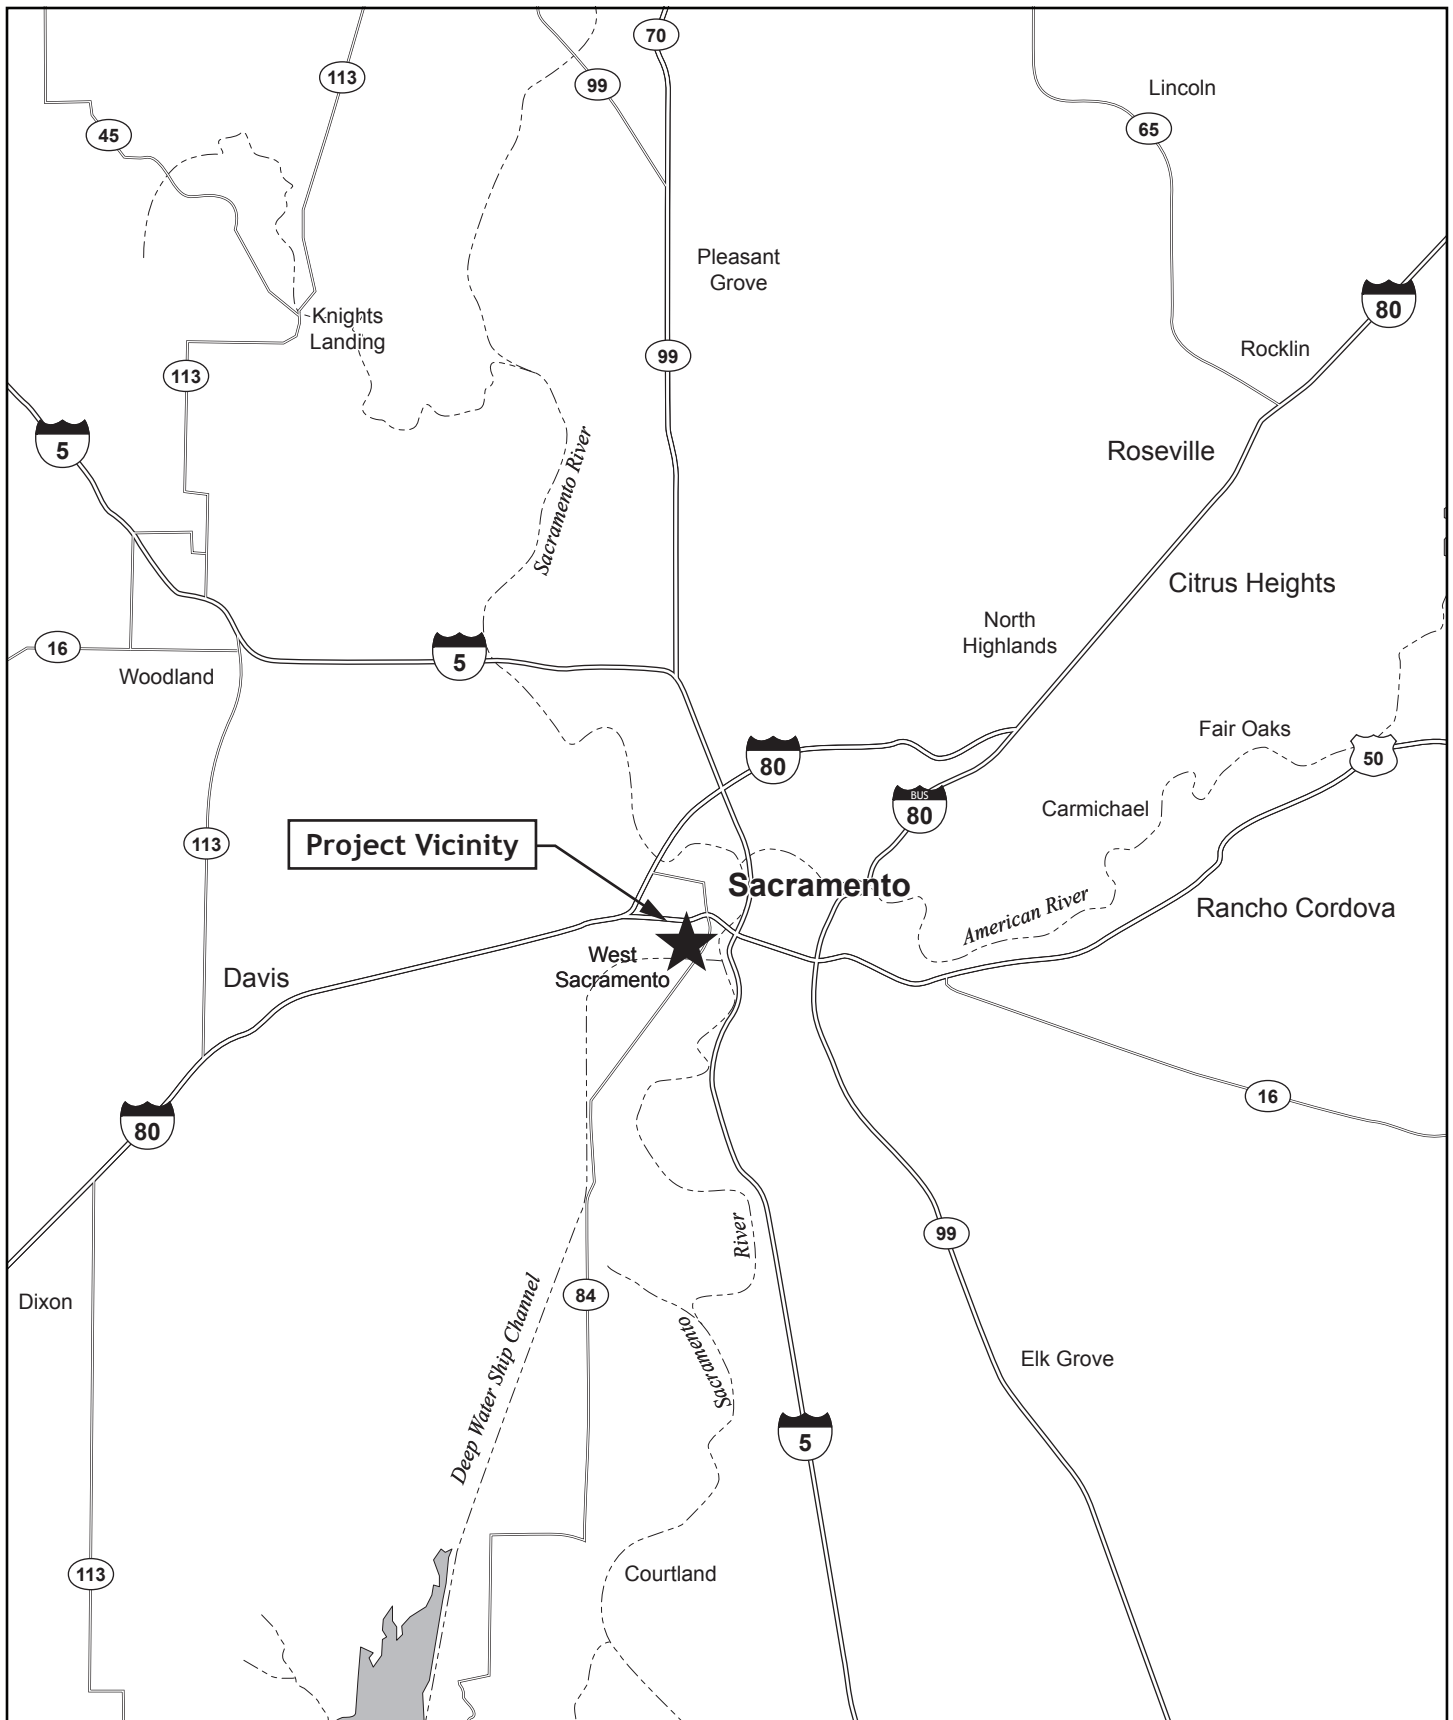 70
113
99
Lincoln
65
45
Pleasant
Grove
80
Knights
Landing
Rocklin
99
113
5
Roseville
Sacramento River
Citrus Heights
North
Highlands
16
5
Woodland
Fair Oaks
80
50
BUS
80
Carmichael
113
Project Vicinity
Sacramento
American River
Rancho Cordova
West
Sacramento
Davis
16
80
River
99
84
Dixon
Deep Water Ship Channel
Sacramento
Elk Grove
5
113
Courtland